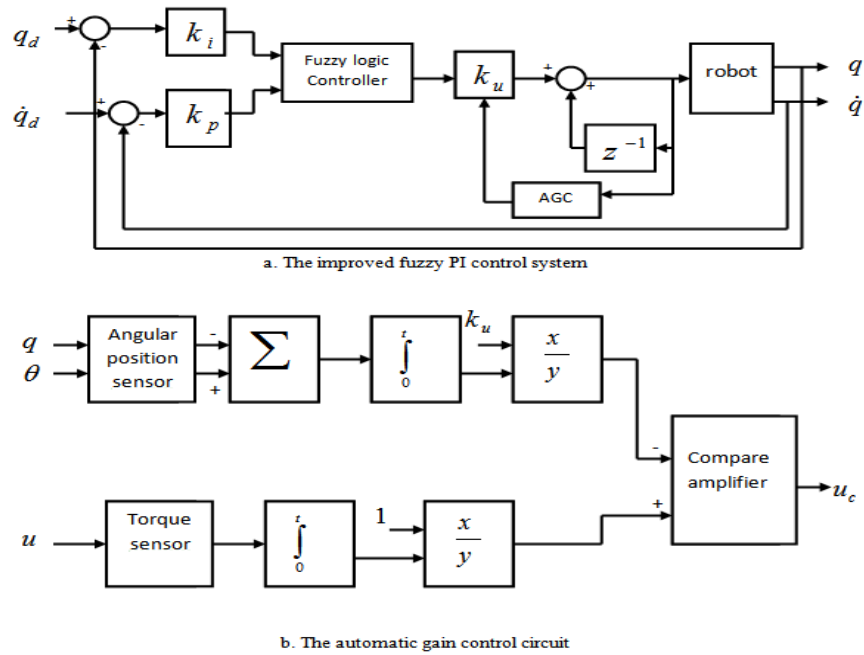 q_d + - k_i Fuzzy logic Controller k_u + + robot q
q̇_d + - k_p z^{-1} q̇
AGC
a. The improved fuzzy PI control system
q θ Angular position sensor - + ∑ ∫ t 0 k_u x/y
Compare amplifier - + u_c
u Torque sensor ∫ t 0 1 x/y
b. The automatic gain control circuit